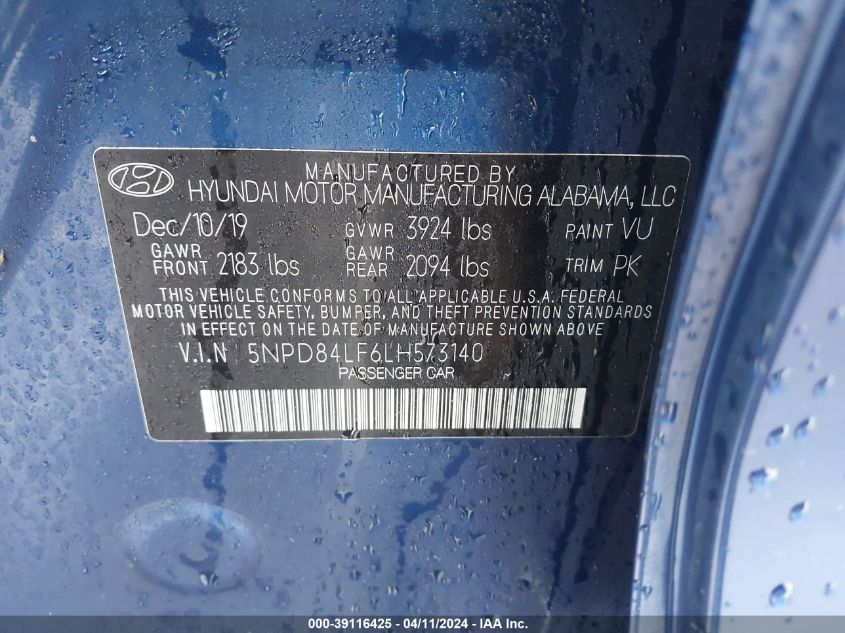 MANUFACTURED BY
HYUNDAI MOTOR MANUFACTURING ALABAMA, LLC
Dec/10/19 GVWR 3924 lbs PAINT VU
GAWR FRONT 2183 lbs GAWR REAR 2094 lbs TRIM PK
THIS VEHICLE CONFORMS TO ALL APPLICABLE U.S.A. FEDERAL
MOTOR VEHICLE SAFETY, BUMPER, AND THEFT PREVENTION STANDARDS
IN EFFECT ON THE DATE OF MANUFACTURE SHOWN ABOVE
V.I.N 5NPD84LF6LH573140
PASSENGER CAR
000-39116425 - 04/11/2024 - IAA Inc.